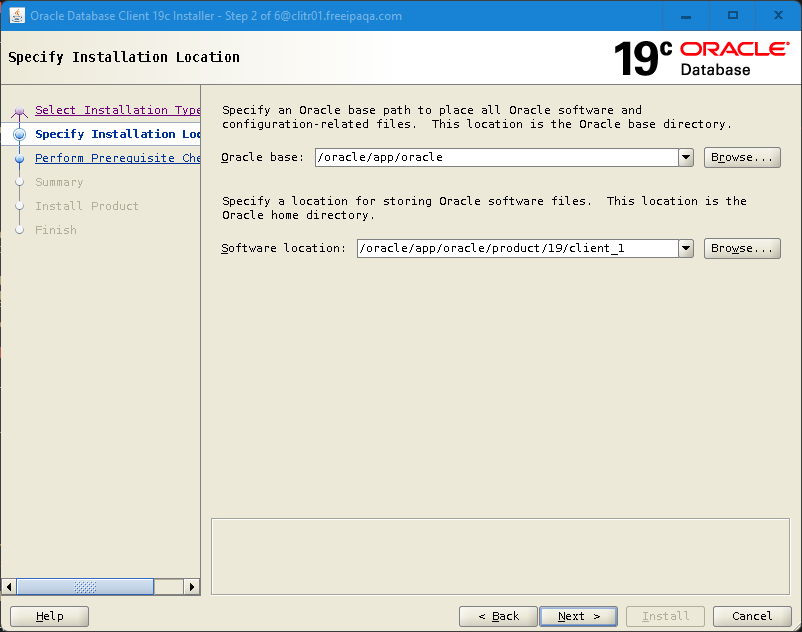 Oracle Database Client 19c Installer - Step 2 of 6@clitr01.freeipaqa.com
Specify Installation Location
19c ORACLE®
Database
Select Installation Type
Specify Installation Loc
Perform Prerequisite Che
Summary
Install Product
Finish
Specify an Oracle base path to place all Oracle software and
configuration-related files.  This location is the Oracle base directory.
Oracle base: /oracle/app/oracle Browse...
Specify a location for storing Oracle software files.  This location is the
Oracle home directory.
Software location: /oracle/app/oracle/product/19/client_1 Browse...
Help < Back Next > Install Cancel